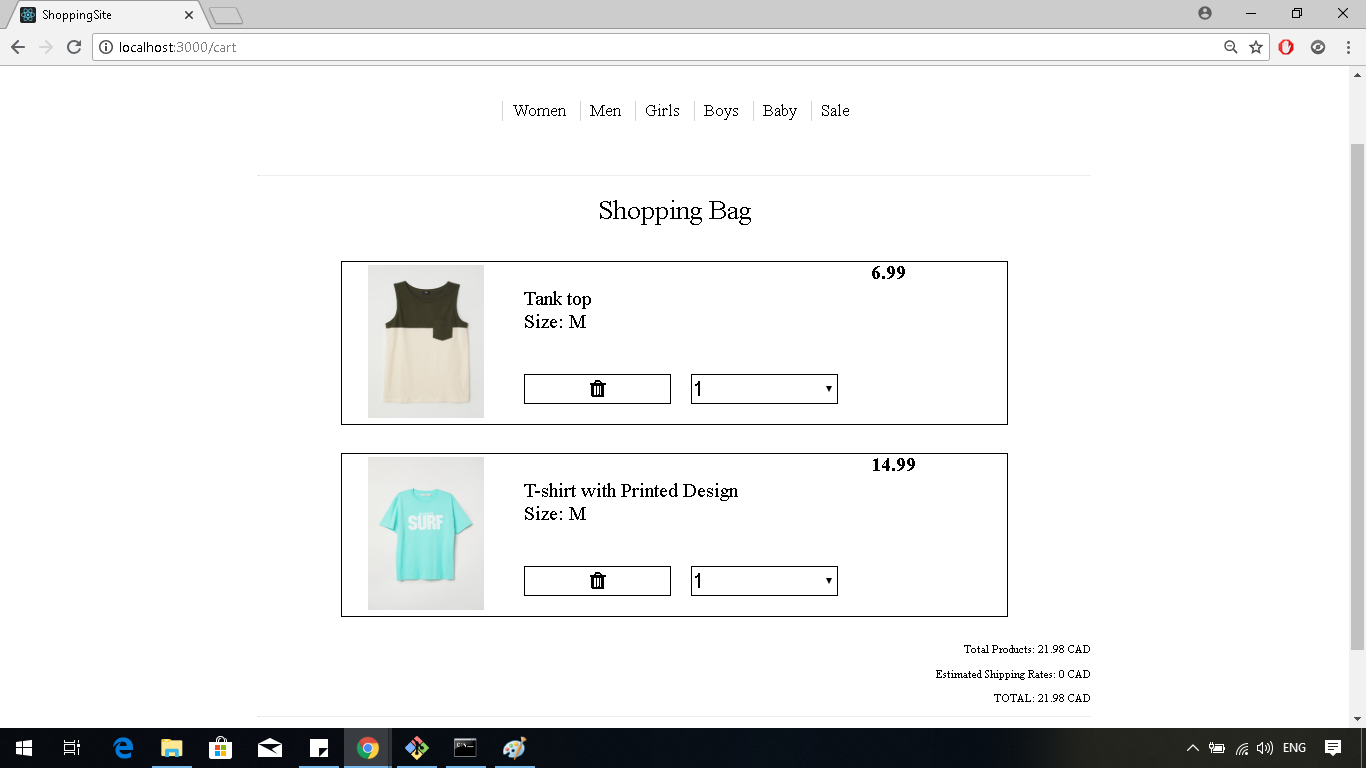 ShoppingSite
localhost:3000/cart
Women Men Girls Boys Baby Sale
Shopping Bag
6.99
Tank top
Size: M
1
14.99
T-shirt with Printed Design
Size: M
SURF
1
Total Products: 21.98 CAD
Estimated Shipping Rates: 0 CAD
TOTAL: 21.98 CAD
ENG